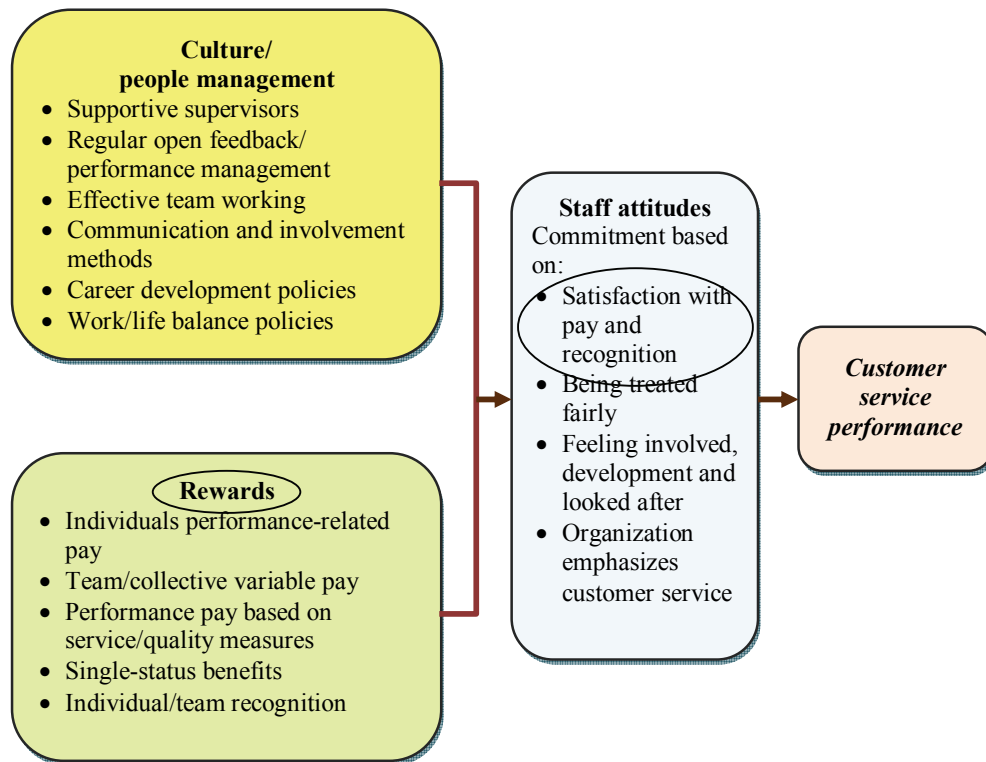 Culture/
people management
• Supportive supervisors
• Regular open feedback/
performance management
• Effective team working
• Communication and involvement
methods
• Career development policies
• Work/life balance policies
Rewards
• Individuals performance-related
pay
• Team/collective variable pay
• Performance pay based on
service/quality measures
• Single-status benefits
• Individual/team recognition
Staff attitudes
Commitment based
on:
• Satisfaction with
pay and
recognition
• Being treated
fairly
• Feeling involved,
development and
looked after
• Organization
emphasizes
customer service
Customer
service
performance